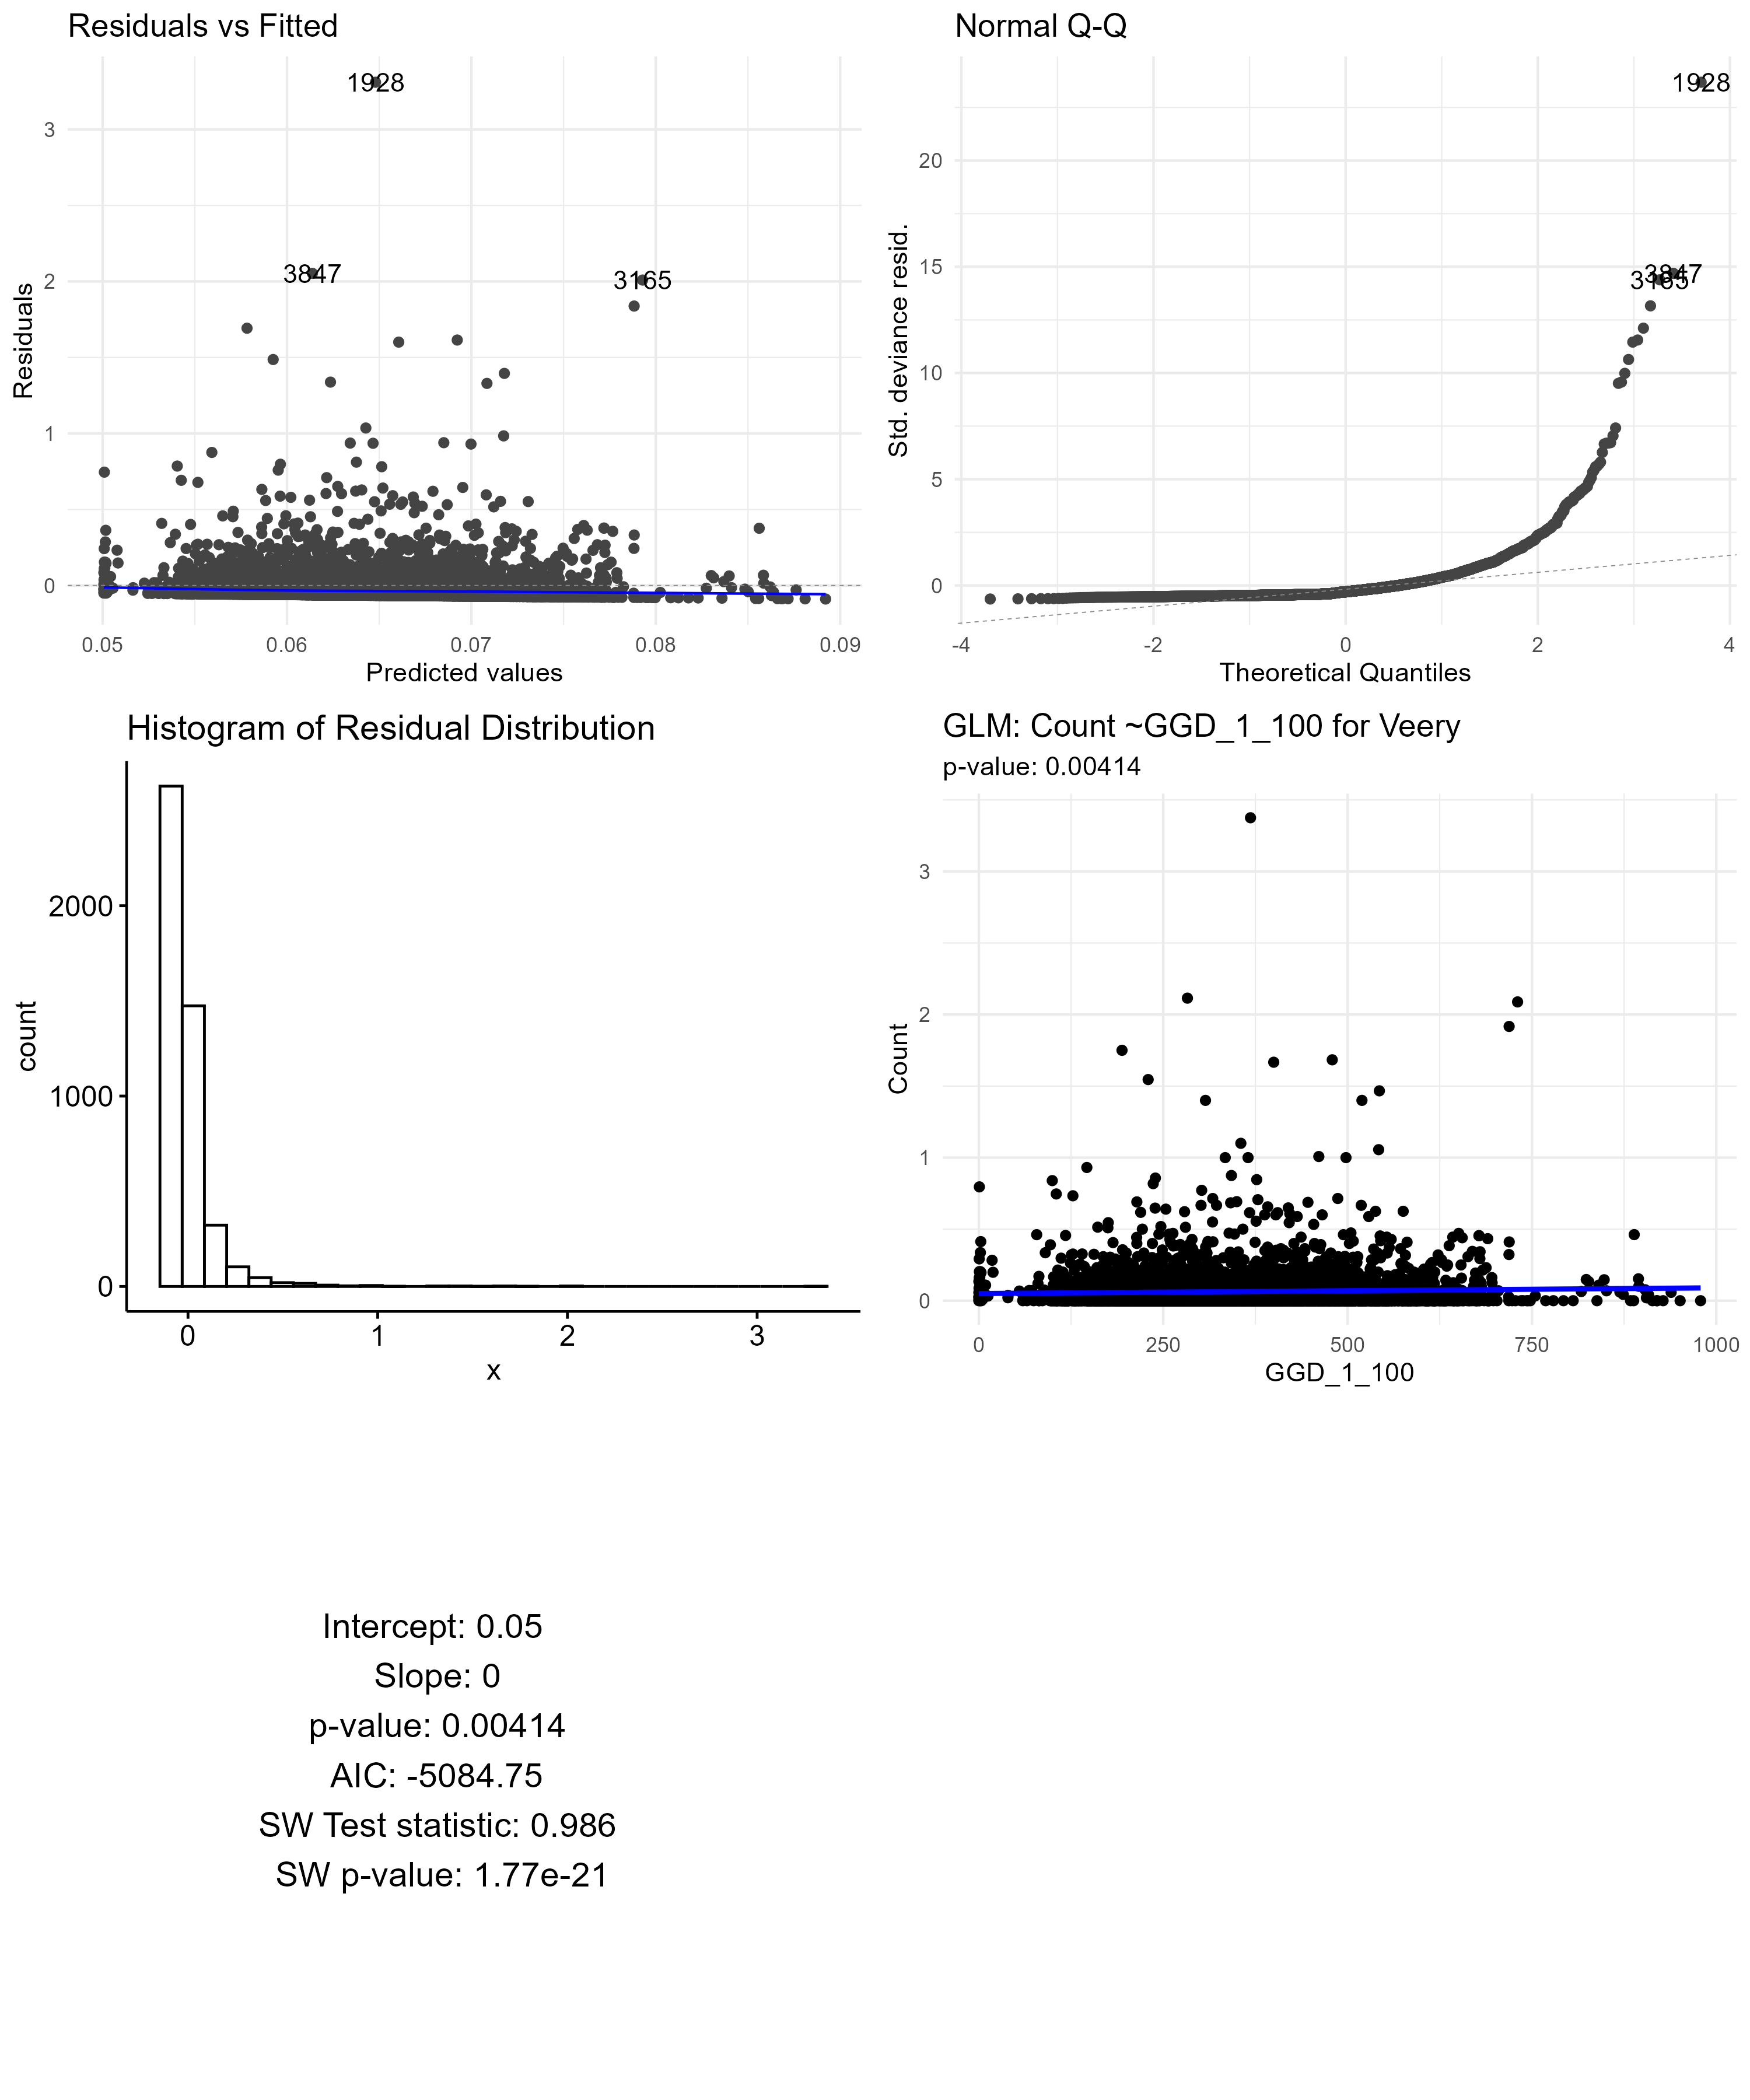 Residuals vs Fitted
1928
3847
3165
3
2
1
0
Residuals
0.05 0.06 0.07 0.08 0.09
Predicted values
Normal Q-Q
1928
3847
3165
20
15
10
5
0
Std. deviance resid.
-4 -2 0 2 4
Theoretical Quantiles
Histogram of Residual Distribution
2000
1000
0
count
0 1 2 3
x
GLM: Count ~GGD_1_100 for Veery
p-value: 0.00414
3
2
1
0
Count
0 250 500 750 1000
GGD_1_100
Intercept: 0.05
Slope: 0
p-value: 0.00414
AIC: -5084.75
SW Test statistic: 0.986
SW p-value: 1.77e-21